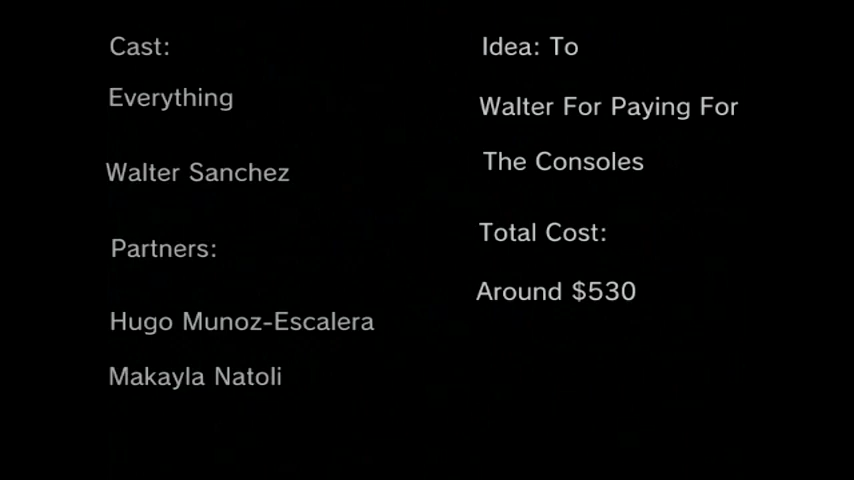 Cast:
Everything
Walter Sanchez
Partners:
Hugo Munoz-Escalera
Makayla Natoli
Idea: To
Walter For Paying For
The Consoles
Total Cost:
Around $530